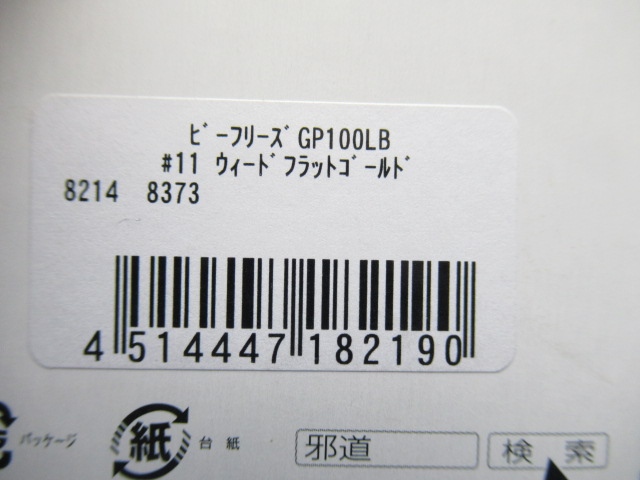 ﾋﾞｰﾌﾘｰｽﾞGP100LB
#11 ｳｨｰﾄﾞﾌﾗｯﾄｺﾞｰﾙﾄﾞ
8214 8373
4 514447 182190
パッケージ 紙 台紙 邪道 検索